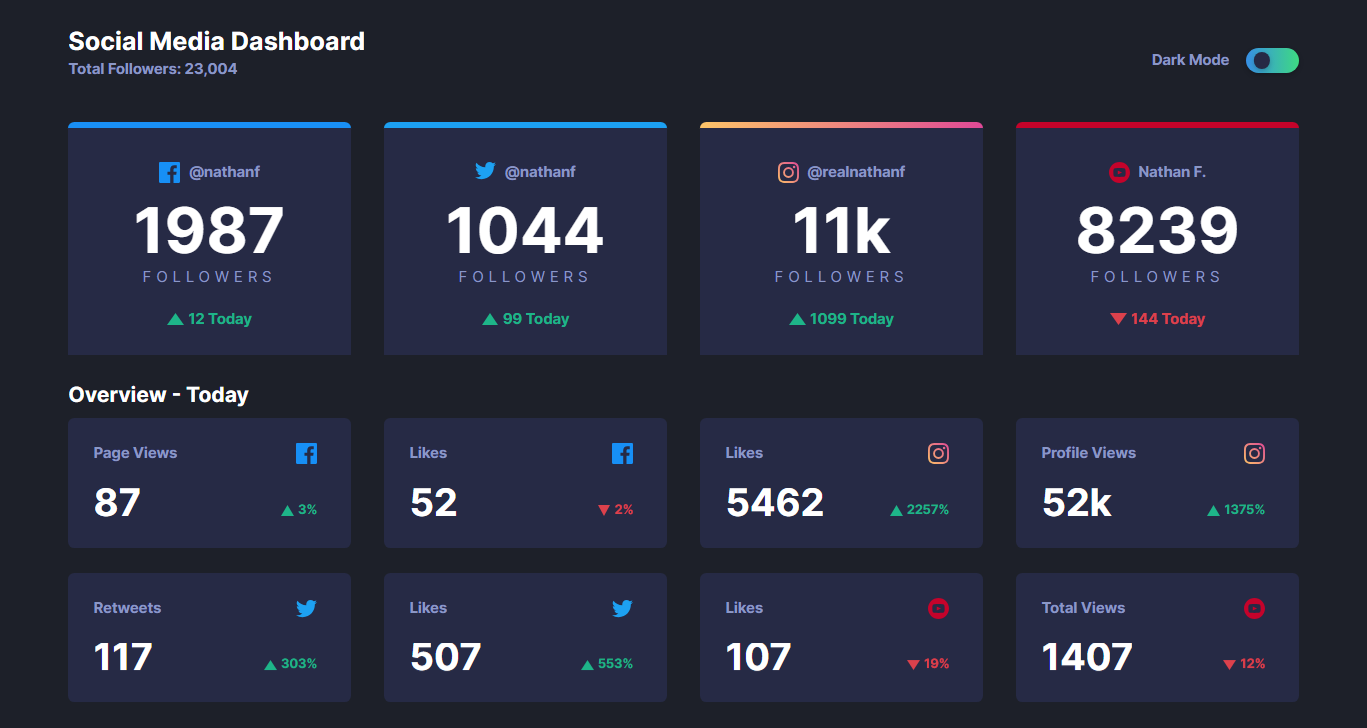 Social Media Dashboard
Total Followers: 23,004
Dark Mode
@nathanf
1987
FOLLOWERS
12 Today
@nathanf
1044
FOLLOWERS
99 Today
@realnathanf
11k
FOLLOWERS
1099 Today
Nathan F.
8239
FOLLOWERS
144 Today
Overview - Today
Page Views
87
3%
Likes
52
2%
Likes
5462
2257%
Profile Views
52k
1375%
Retweets
117
303%
Likes
507
553%
Likes
107
19%
Total Views
1407
12%